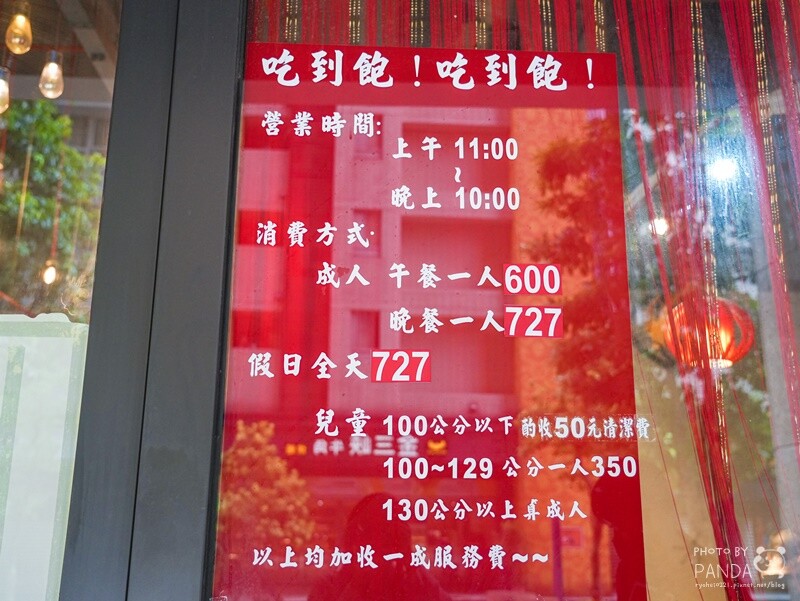 吃到飽！吃到飽！
營業時間:
上午 11:00
~
晚上 10:00
消費方式:
成人 午餐一人600
晚餐一人727
假日全天727
兒童 100公分以下 酌收50元清潔費
100~129 公分一人350
130公分以上算成人
以上均加收一成服務費~~
PHOTO BY
PANDA